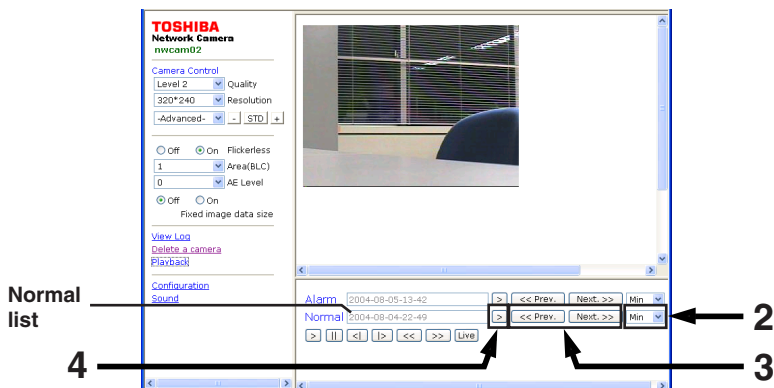 TOSHIBA
Network Camera
nwcam02
Camera Control
Level 2 Quality
320*240 Resolution
-Advanced- - STD +
Off On Flickerless
1 Area(BLC)
0 AE Level
Off On
Fixed image data size
View Log
Delete a camera
Playback
Configuration
Sound
Normal
list
Alarm 2004-08-05-13-42 > << Prev. Next. >> Min
Normal 2004-08-04-22-49 > << Prev. Next. >> Min
> || <| |> << >> Live
2
3
4